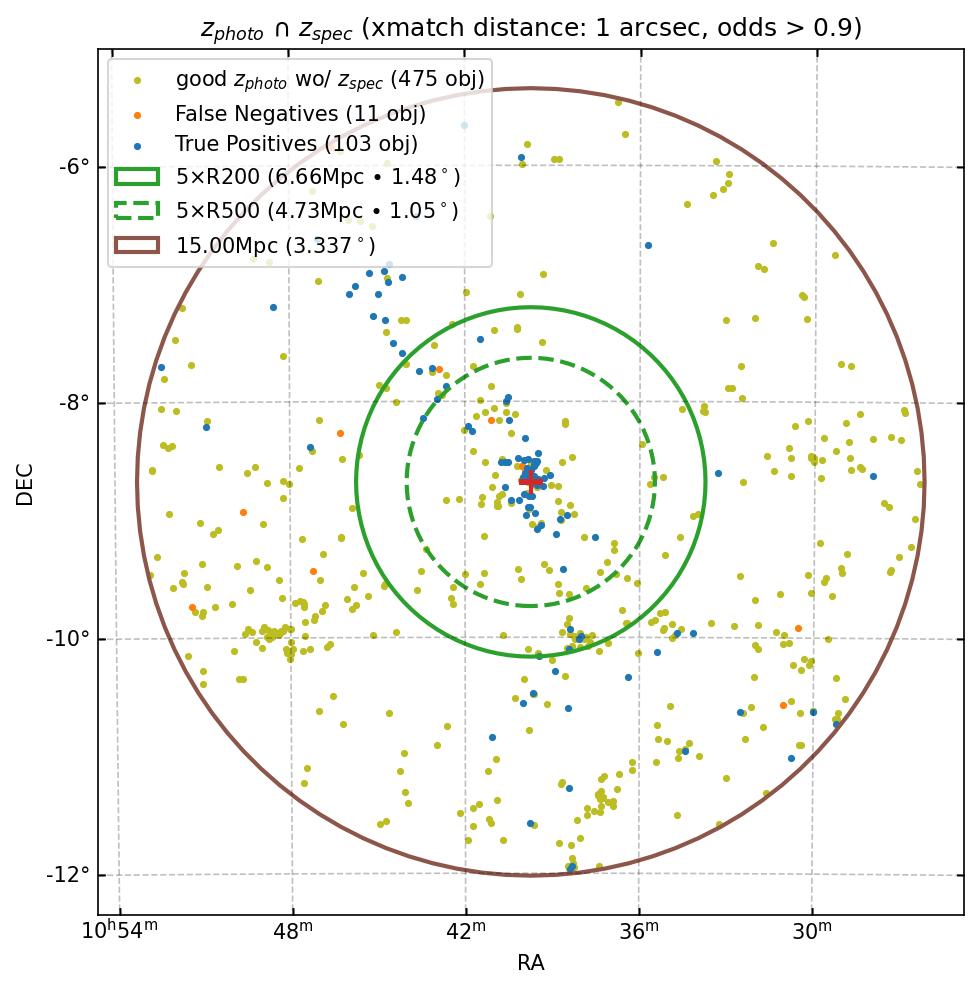 z_photo ∩ z_spec (xmatch distance: 1 arcsec, odds > 0.9)
good z_photo wo/ z_spec (475 obj)
False Negatives (11 obj)
True Positives (103 obj)
5×R200 (6.66Mpc • 1.48°)
5×R500 (4.73Mpc • 1.05°)
15.00Mpc (3.337°)
-6°
-8°
-10°
-12°
DEC
10h54m 48m 42m 36m 30m
RA